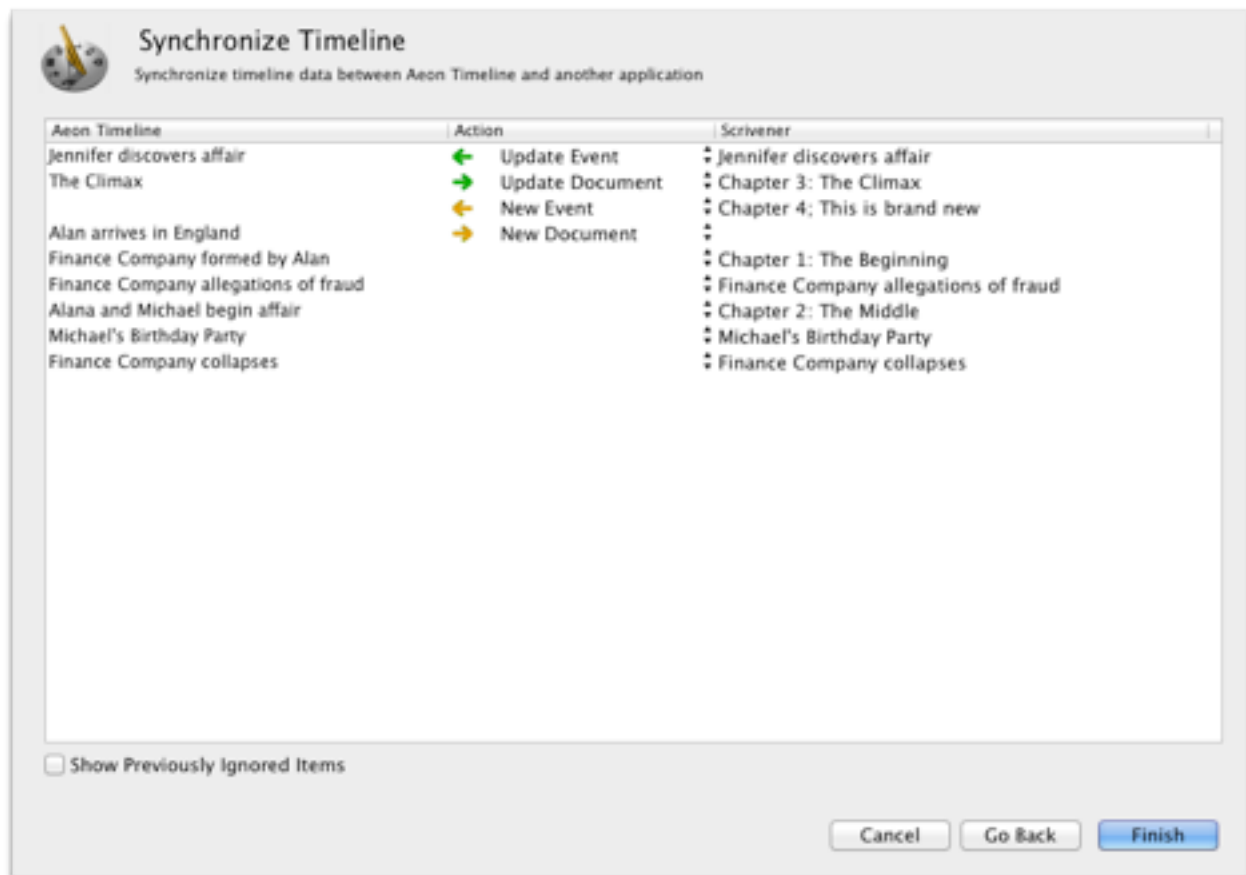 Synchronize Timeline
Synchronize timeline data between Aeon Timeline and another application
Aeon Timeline Action Scrivener
Jennifer discovers affair Update Event Jennifer discovers affair
The Climax Update Document Chapter 3: The Climax
New Event Chapter 4; This is brand new
Alan arrives in England New Document
Finance Company formed by Alan Chapter 1: The Beginning
Finance Company allegations of fraud Finance Company allegations of fraud
Alana and Michael begin affair Chapter 2: The Middle
Michael's Birthday Party Michael's Birthday Party
Finance Company collapses Finance Company collapses
Show Previously Ignored Items
Cancel Go Back Finish